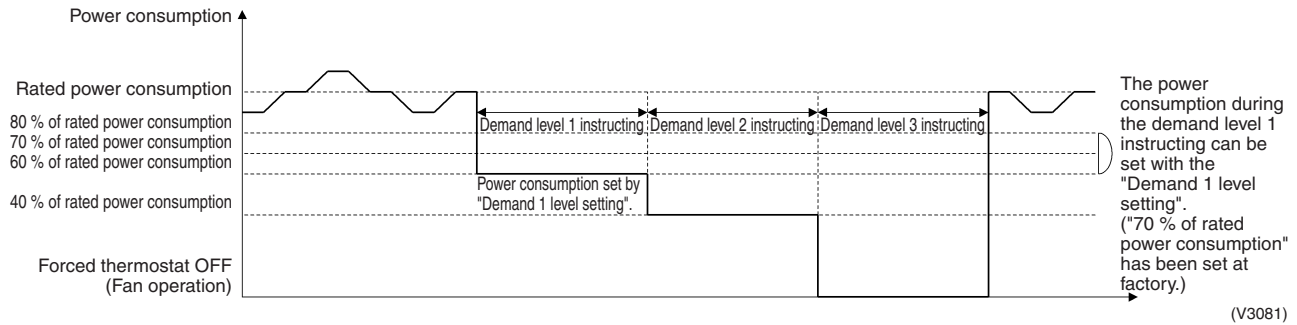 Power consumption
Rated power consumption
80 % of rated power consumption
70 % of rated power consumption
60 % of rated power consumption
40 % of rated power consumption
Forced thermostat OFF
(Fan operation)
Demand level 1 instructing
Demand level 2 instructing
Demand level 3 instructing
Power consumption set by
"Demand 1 level setting".
The power
consumption during
the demand level 1
instructing can be
set with the
"Demand 1 level
setting".
("70 % of rated
power consumption"
has been set at
factory.)
(V3081)